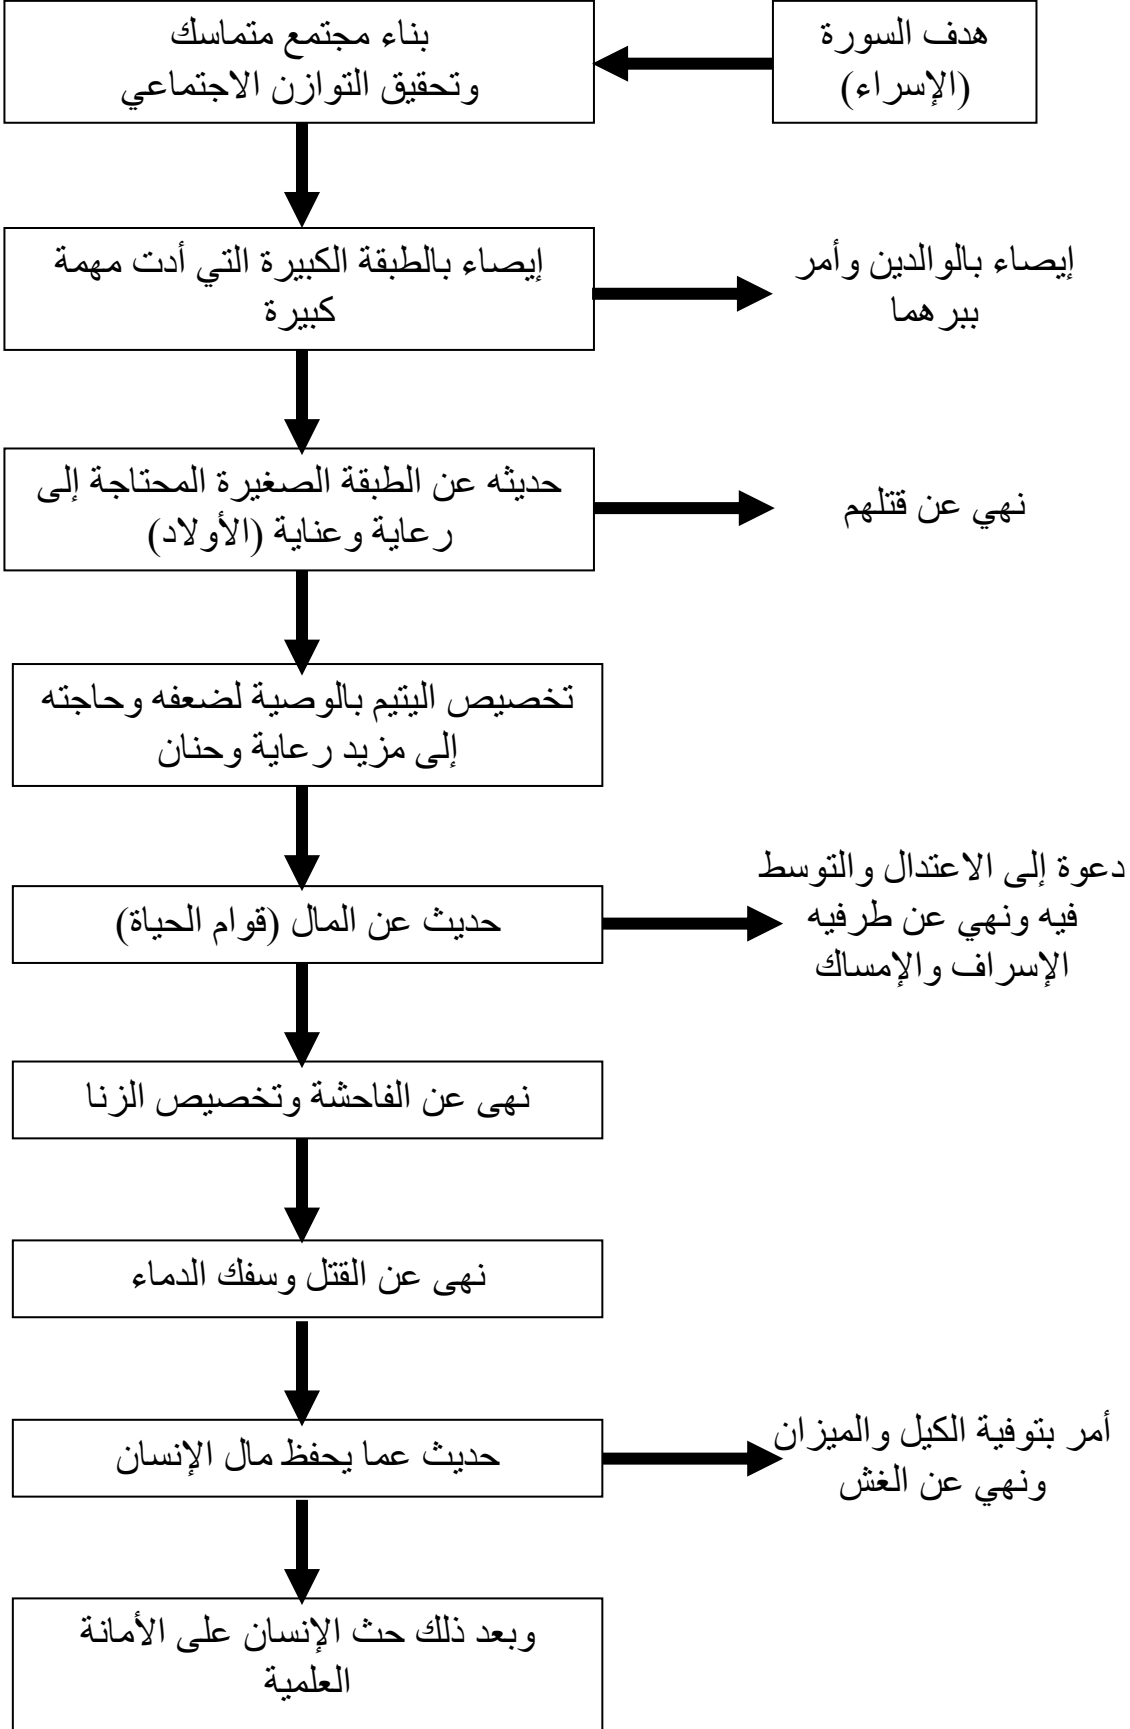 هدف السورة
(الإسراء)
بناء مجتمع متماسك
وتحقيق التوازن الاجتماعي
إيصاء بالطبقة الكبيرة التي أدت مهمة
كبيرة
إيصاء بالوالدين وأمر
ببرهما
حديثه عن الطبقة الصغيرة المحتاجة إلى
رعاية وعناية (الأولاد)
نهي عن قتلهم
تخصيص اليتيم بالوصية لضعفه وحاجته
إلى مزيد رعاية وحنان
حديث عن المال (قوام الحياة)
دعوة إلى الاعتدال والتوسط
فيه ونهي عن طرفيه
الإسراف والإمساك
نهى عن الفاحشة وتخصيص الزنا
نهى عن القتل وسفك الدماء
حديث عما يحفظ مال الإنسان
أمر بتوفية الكيل والميزان
ونهي عن الغش
وبعد ذلك حث الإنسان على الأمانة
العلمية